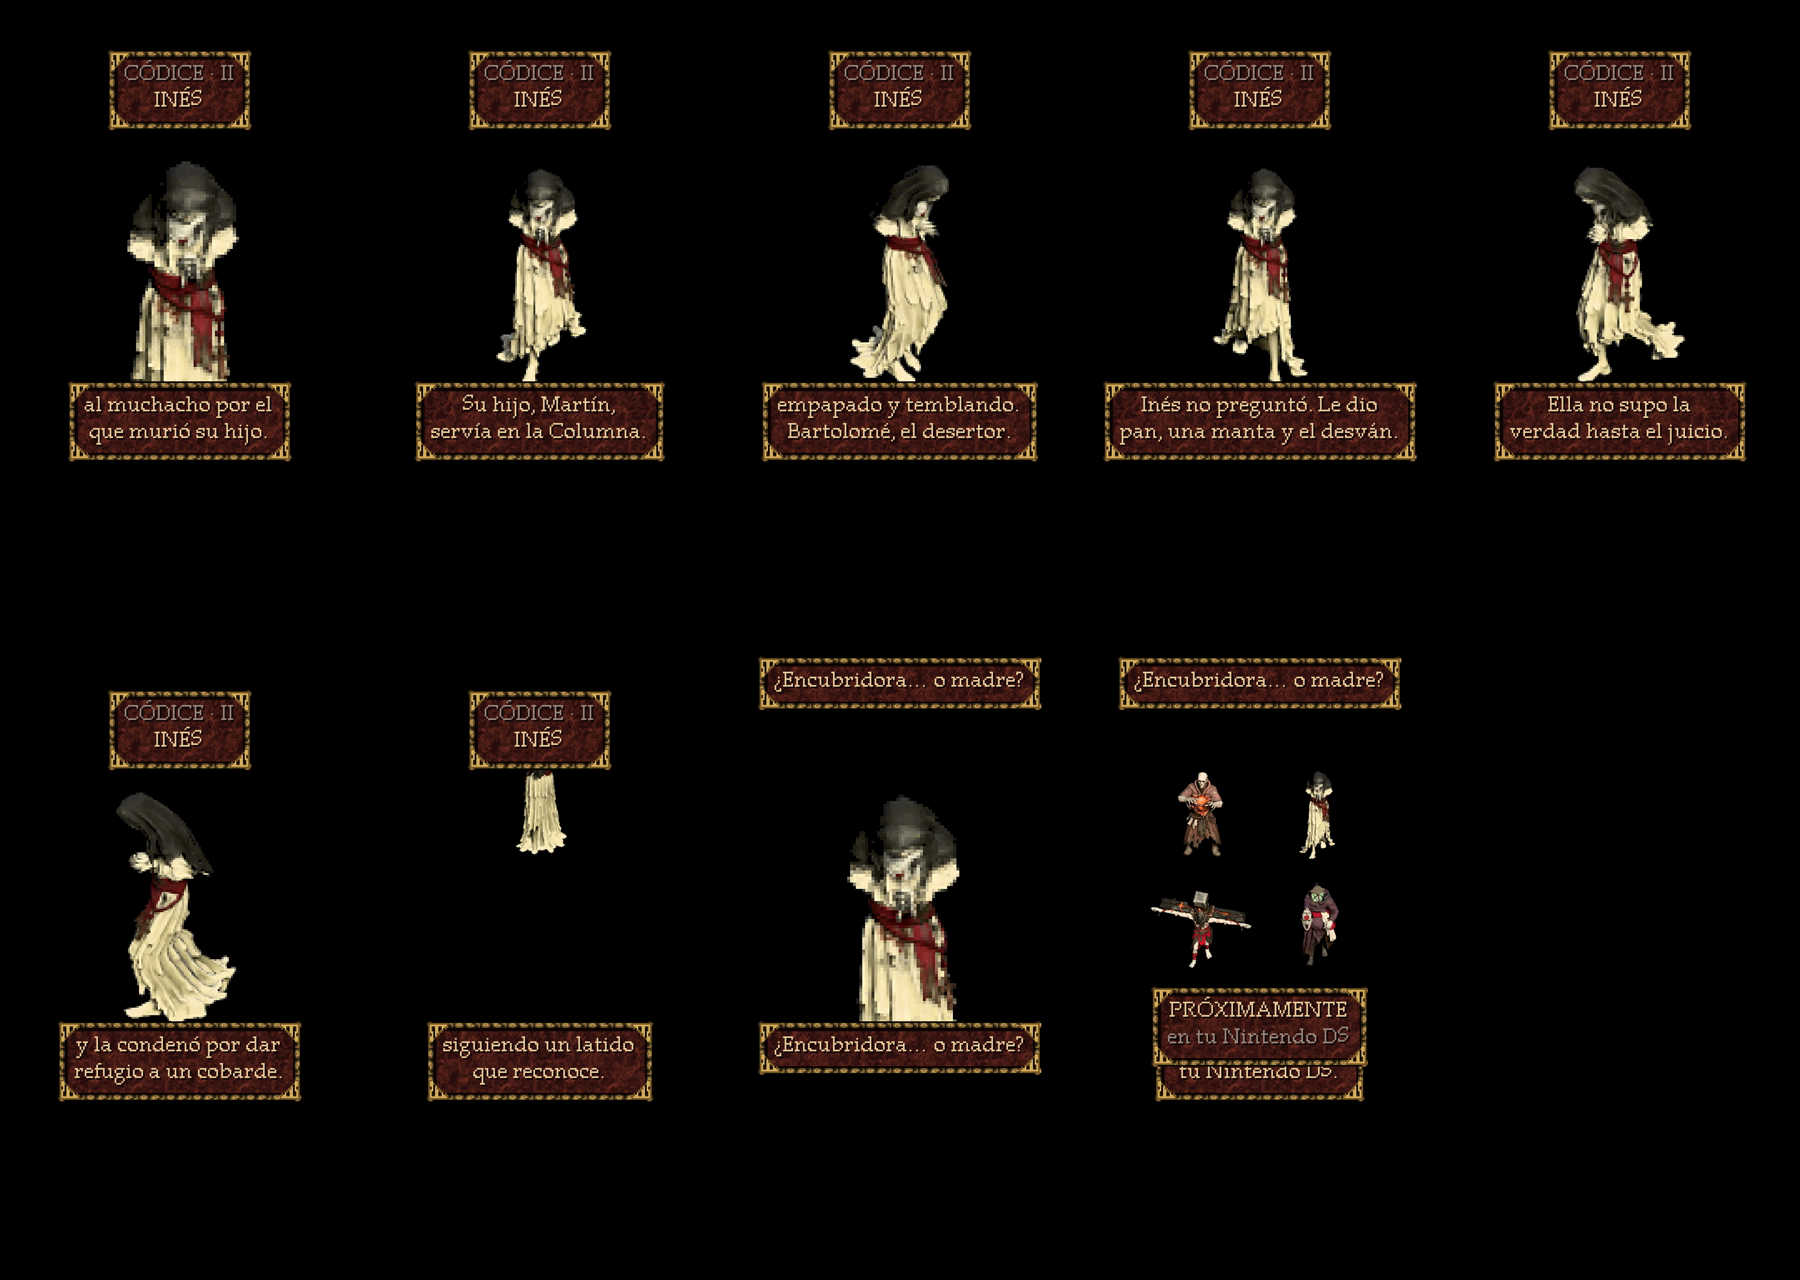 CÓDICE · II
INÉS
al muchacho por el
que murió su hijo.
CÓDICE · II
INÉS
Su hijo, Martín,
servía en la Columna.
CÓDICE · II
INÉS
empapado y temblando.
Bartolomé, el desertor.
CÓDICE · II
INÉS
Inés no preguntó. Le dio
pan, una manta y el desván.
CÓDICE · II
INÉS
Ella no supo la
verdad hasta el juicio.
CÓDICE · II
INÉS
y la condenó por dar
refugio a un cobarde.
CÓDICE · II
INÉS
siguiendo un latido
que reconoce.
¿Encubridora... o madre?
¿Encubridora... o madre?
¿Encubridora... o madre?
PRÓXIMAMENTE
en tu Nintendo DS
tu Nintendo DS.